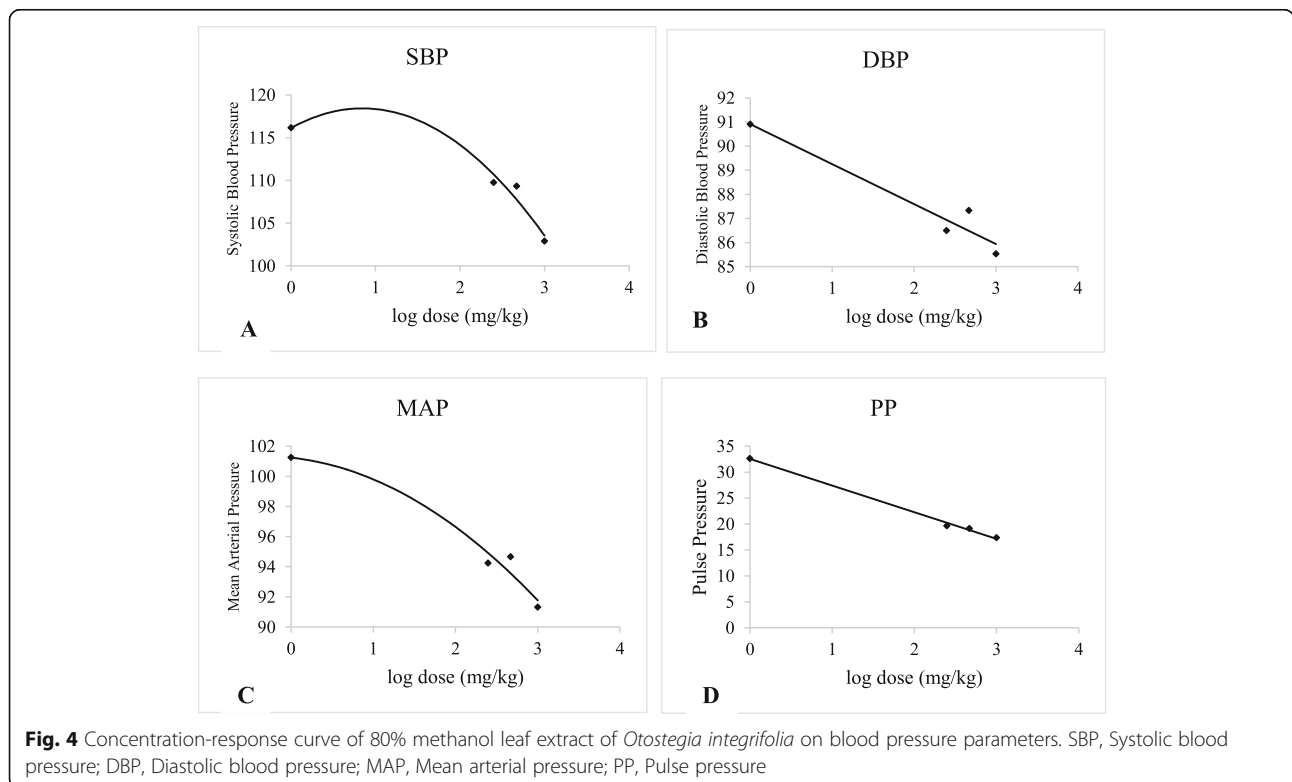 SBP
Systolic Blood Pressure
120
115
110
105
100
0 1 2 3 4
log dose (mg/kg)
A
DBP
Diastolic Blood Pressure
92
91
90
89
88
87
86
85
0 1 2 3 4
log dose (mg/kg)
B
MAP
Mean Arterial Pressure
102
100
98
96
94
92
90
0 1 2 3 4
log dose (mg/kg)
C
PP
Pulse Pressure
35
30
25
20
15
10
5
0
0 1 2 3 4
log dose (mg/kg)
D
Fig. 4 Concentration-response curve of 80% methanol leaf extract of Otostegia integrifolia on blood pressure parameters. SBP, Systolic blood
pressure; DBP, Diastolic blood pressure; MAP, Mean arterial pressure; PP, Pulse pressure